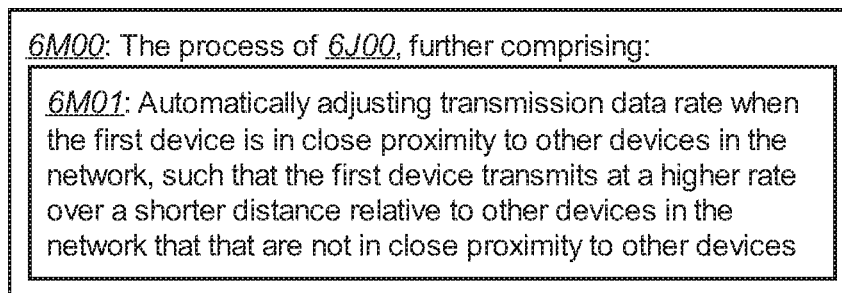 6M00: The process of 6J00, further comprising:
6M01: Automatically adjusting transmission data rate when
the first device is in close proximity to other devices in the
network, such that the first device transmits at a higher rate
over a shorter distance relative to other devices in the
network that that are not in close proximity to other devices